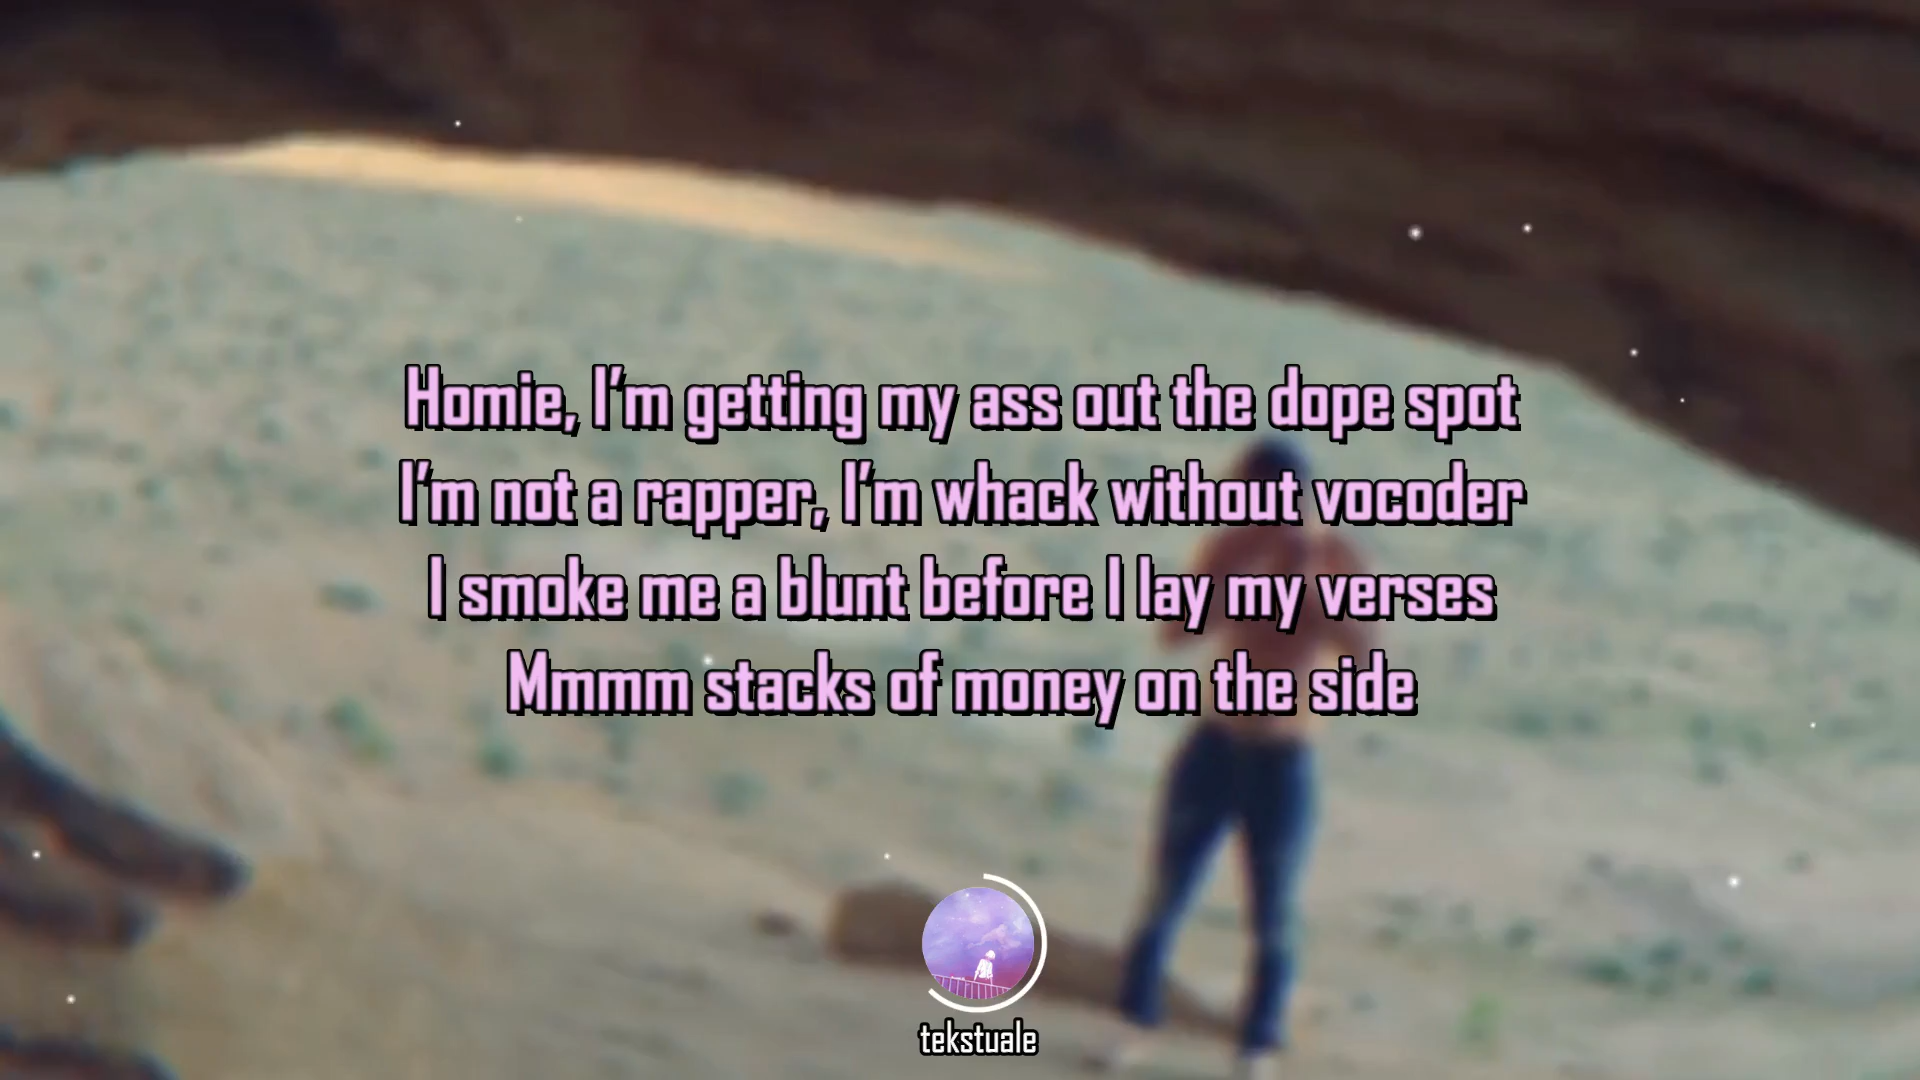 Homie, I'm getting my ass out the dope spot
I'm not a rapper, I'm whack without vocoder
I smoke me a blunt before I lay my verses
Mmmm stacks of money on the side
tekstuale